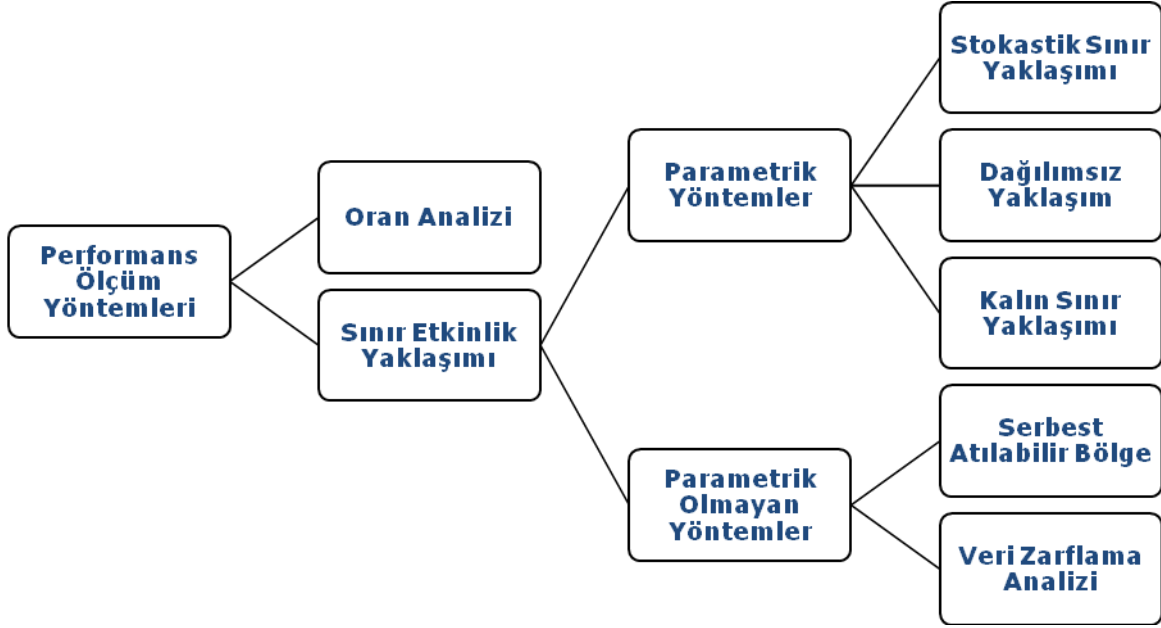 Performans
Ölçüm
Yöntemleri
Oran Analizi
Sınır Etkinlik
Yaklaşımı
Parametrik
Yöntemler
Parametrik
Olmayan
Yöntemler
Stokastik Sınır
Yaklaşımı
Dağılımsız
Yaklaşım
Kalın Sınır
Yaklaşımı
Serbest
Atılabilir Bölge
Veri Zarflama
Analizi